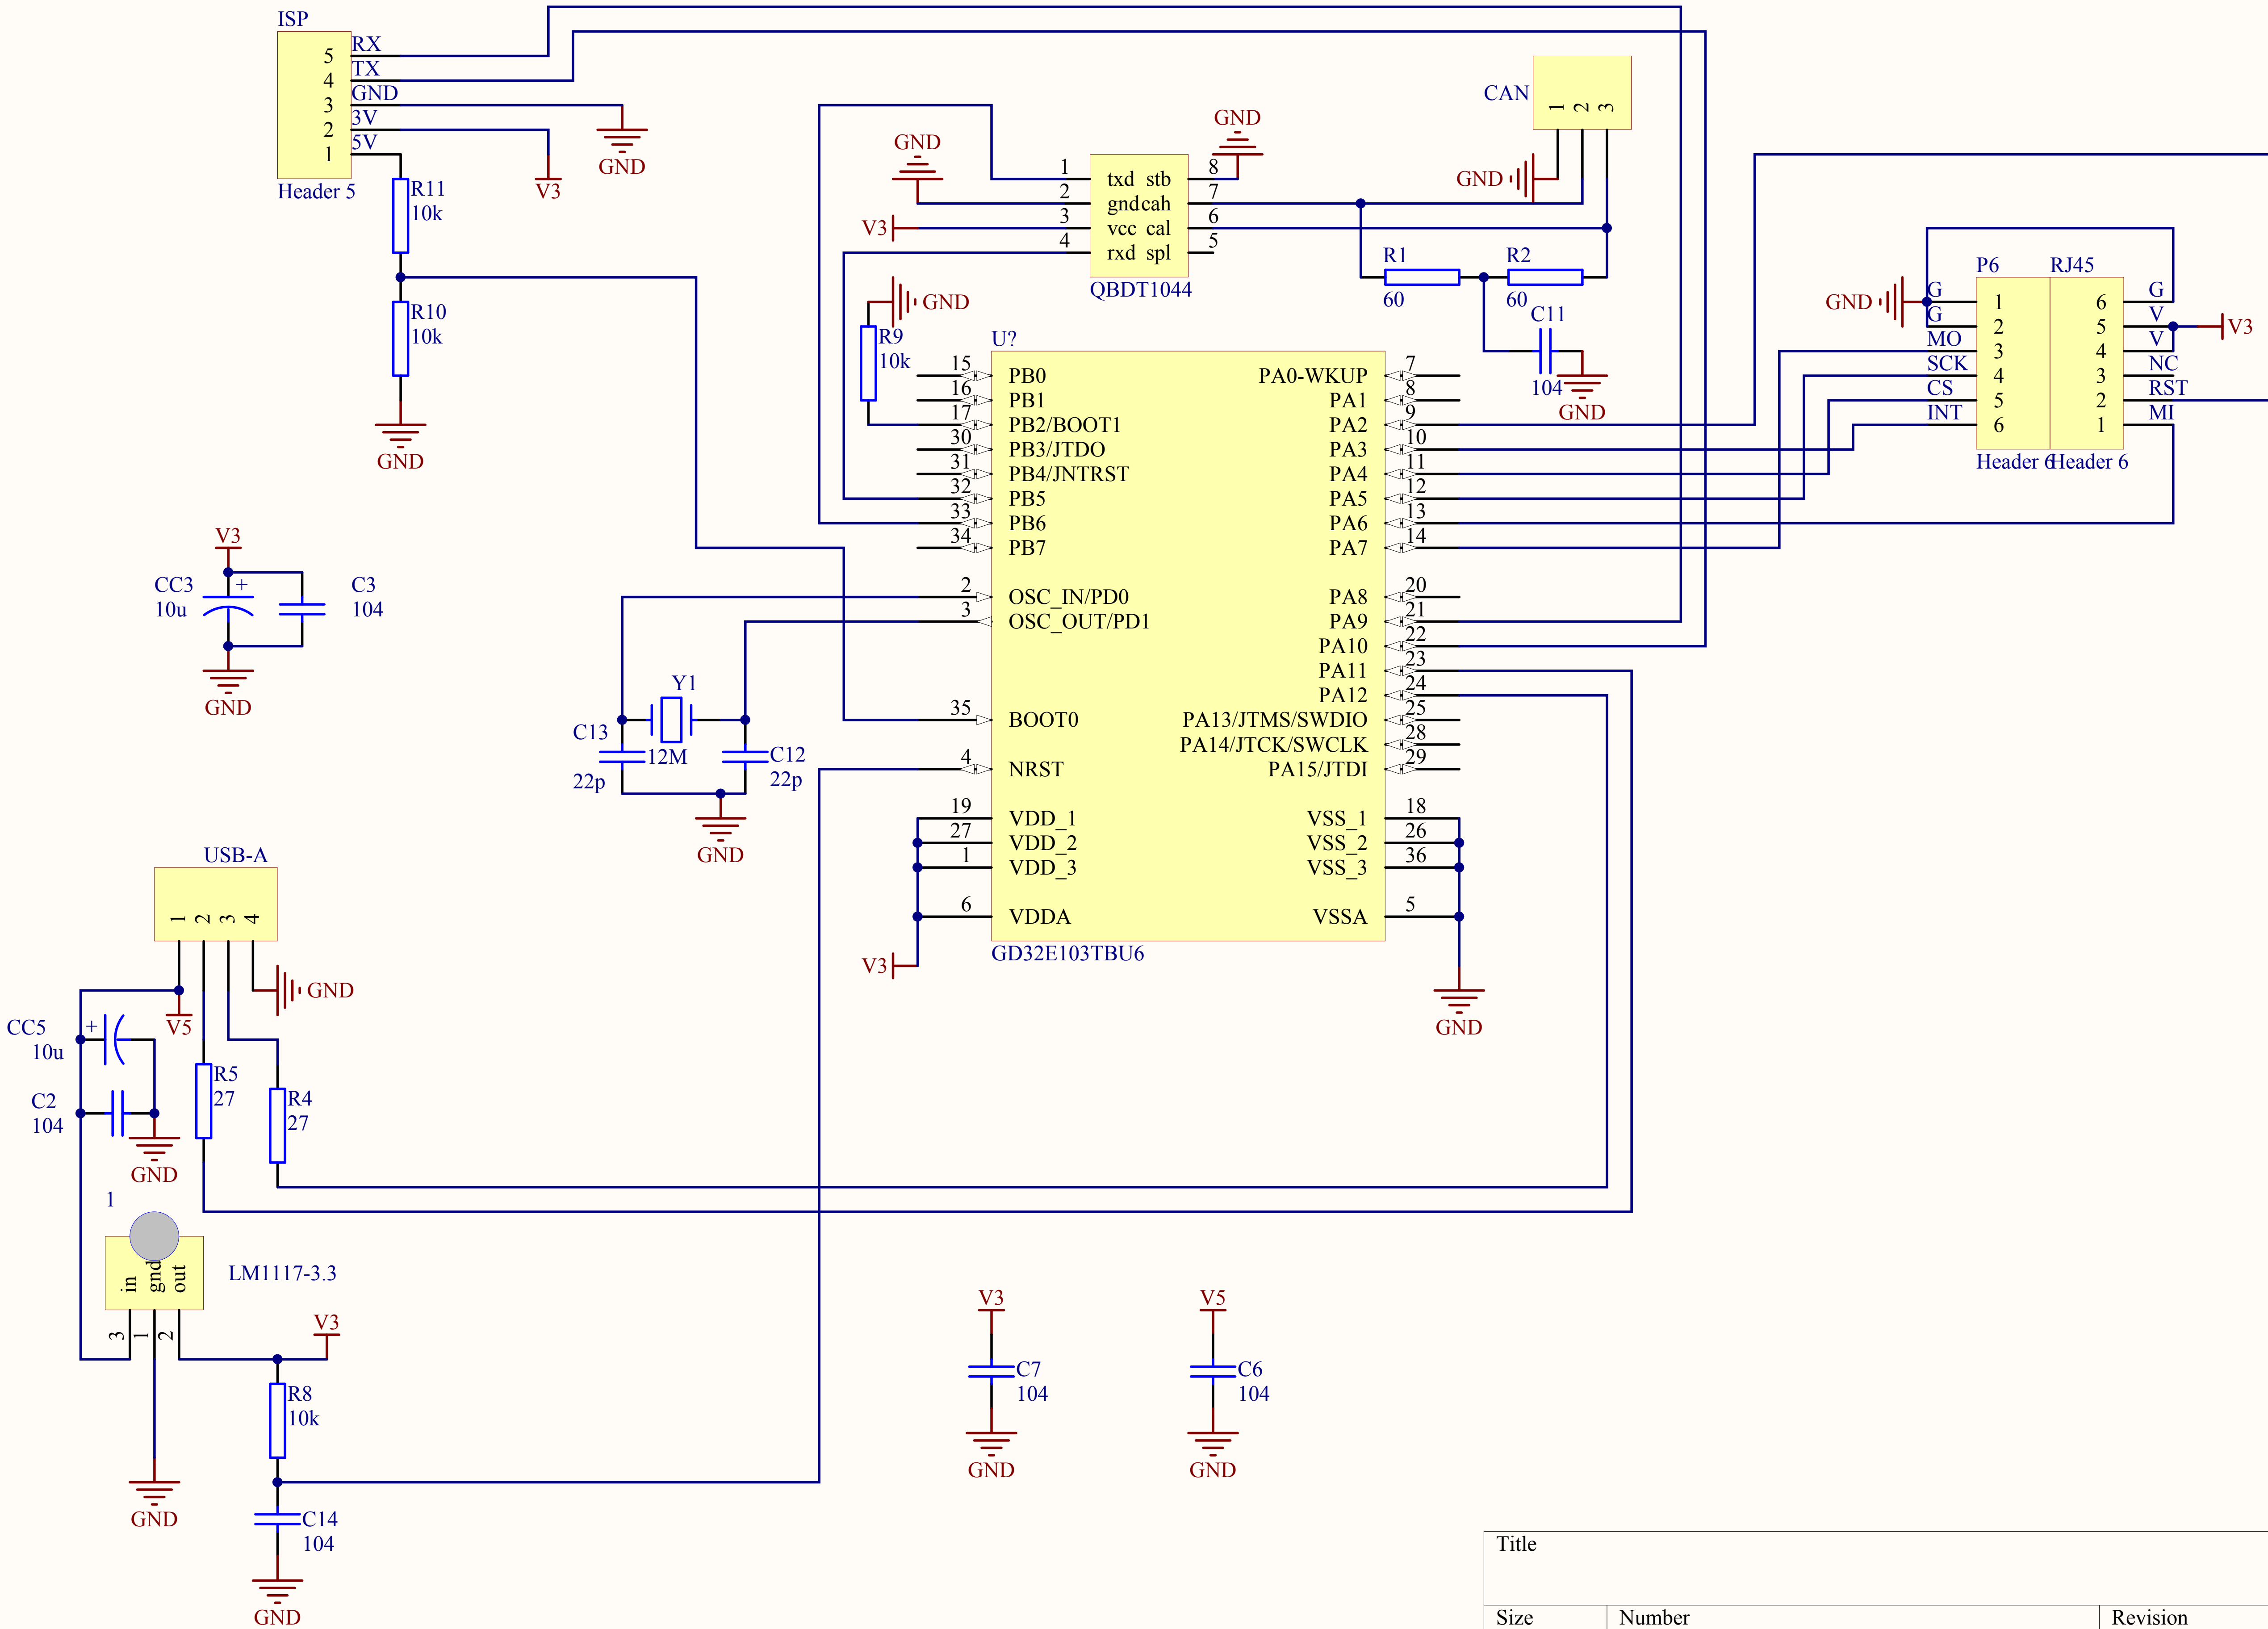 ISP
5 RX
4 TX
3 GND
2 3V
1 5V
Header 5
GND
V3
R11
10k
R10
10k
GND
GND
GND
V3
1 txd stb 8
2 gnd cah 7
3 vcc cal 6
4 rxd spl 5
QBDT1044
CAN
1 2 3
GND
R1
60
R2
60
C11
104
GND
GND
R9
10k
P6 RJ45
GND
G 1 6 G
G 2 5 V
MO 3 4 V
SCK 4 3 NC
CS 5 2 RST
INT 6 1 MI
V3
Header 6 Header 6
U?
15 PB0 PA0-WKUP 7
16 PB1 PA1 8
17 PB2/BOOT1 PA2 9
30 PB3/JTDO PA3 10
31 PB4/JNTRST PA4 11
32 PB5 PA5 12
33 PB6 PA6 13
34 PB7 PA7 14
2 OSC_IN/PD0 PA8 20
3 OSC_OUT/PD1 PA9 21
PA10 22
PA11 23
PA12 24
35 BOOT0 PA13/JTMS/SWDIO 25
PA14/JTCK/SWCLK 28
4 NRST PA15/JTDI 29
19 VDD_1 VSS_1 18
27 VDD_2 VSS_2 26
1 VDD_3 VSS_3 36
6 VDDA VSSA 5
GD32E103TBU6
V3
GND
V3
CC3
10u
+
C3
104
GND
Y1
12M
C13
22p
C12
22p
GND
USB-A
1 2 3 4
GND
V5
CC5
10u
+
C2
104
GND
R5
27
R4
27
1
in gnd out
LM1117-3.3
3 1 2
V3
R8
10k
GND
C14
104
GND
V3
C7
104
GND
V5
C6
104
GND
Title
Size Number Revision